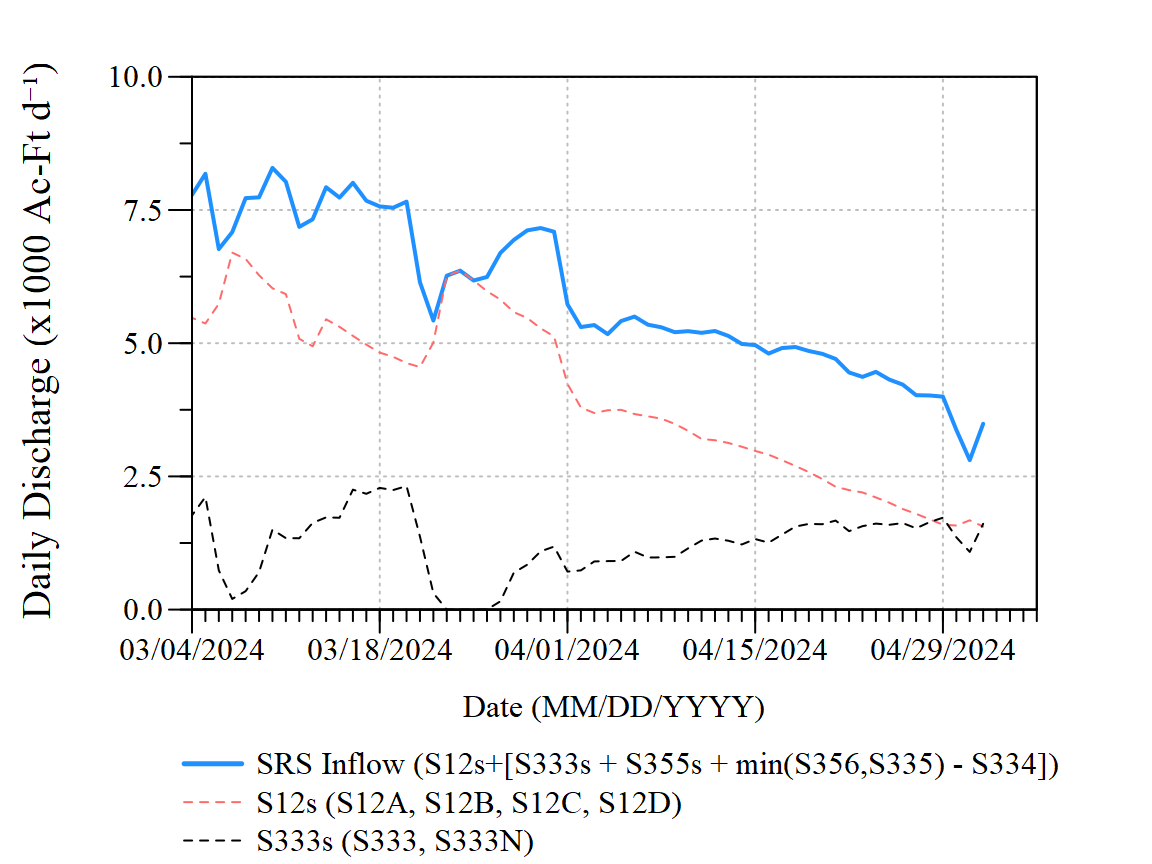 Daily Discharge (x1000 Ac-Ft d⁻¹)
10.0
7.5
5.0
2.5
0.0
03/04/2024 03/18/2024 04/01/2024 04/15/2024 04/29/2024
Date (MM/DD/YYYY)
SRS Inflow (S12s+[S333s + S355s + min(S356,S335) - S334])
S12s (S12A, S12B, S12C, S12D)
S333s (S333, S333N)